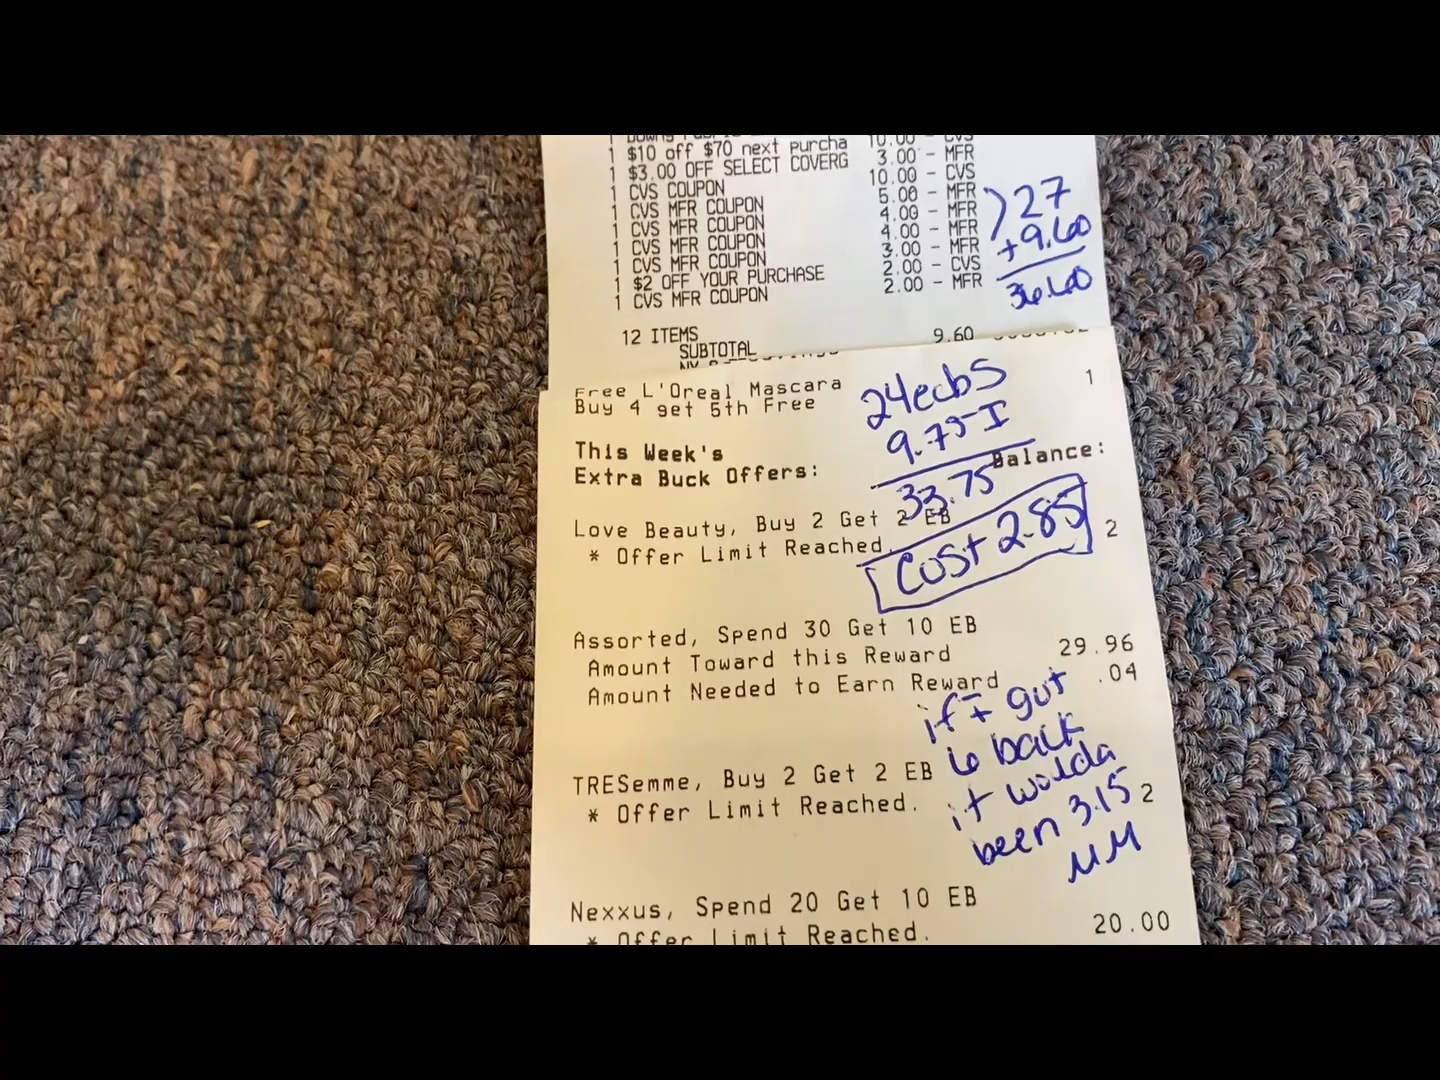 1 $10 off $70 next purcha 10.00 - CVS
1 $3.00 OFF SELECT COVERG 3.00 - MFR
1 CVS COUPON 10.00 - CVS
1 CVS MFR COUPON 5.00 - MFR
1 CVS MFR COUPON 4.00 - MFR
1 CVS MFR COUPON 4.00 - MFR
1 CVS MFR COUPON 3.00 - MFR
1 $2 OFF YOUR PURCHASE 2.00 - CVS
1 CVS MFR COUPON 2.00 - MFR
27
+9.60
36.60
12 ITEMS
SUBTOTAL 9.60
Free L'Oreal Mascara
Buy 4 get 5th Free 1
24ecbs
9.75-I
33.75
Cost 2.85
This Week's
Extra Buck Offers: Balance:
Love Beauty, Buy 2 Get 2 EB
* Offer Limit Reached. 2
Assorted, Spend 30 Get 10 EB
Amount Toward this Reward 29.96
Amount Needed to Earn Reward .04
if I got
6 back
it woulda
been 3.15
MM
TRESemme, Buy 2 Get 2 EB
* Offer Limit Reached. 2
Nexxus, Spend 20 Get 10 EB
* Offer Limit Reached. 20.00